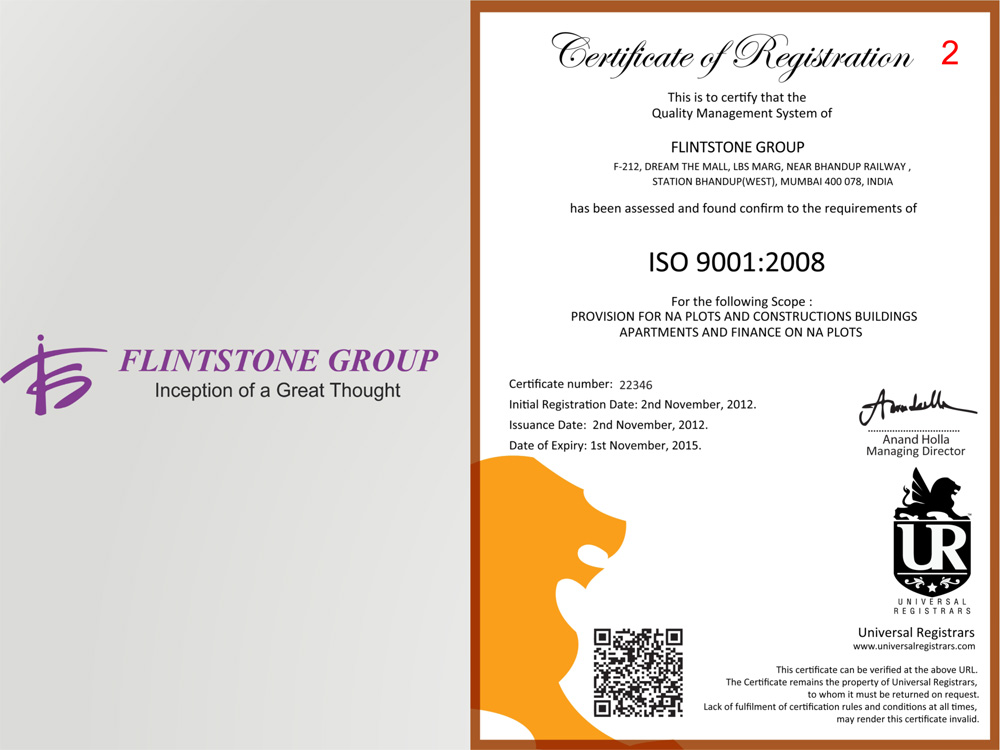 FLINTSTONE GROUP
Inception of a Great Thought
Certificate of Registration 2
This is to certify that the
Quality Management System of
FLINTSTONE GROUP
F-212, DREAM THE MALL, LBS MARG, NEAR BHANDUP RAILWAY ,
STATION BHANDUP(WEST), MUMBAI 400 078, INDIA
has been assessed and found confirm to the requirements of
ISO 9001:2008
For the following Scope :
PROVISION FOR NA PLOTS AND CONSTRUCTIONS BUILDINGS
APARTMENTS AND FINANCE ON NA PLOTS
Certificate number: 22346
Initial Registration Date: 2nd November, 2012.
Issuance Date: 2nd November, 2012.
Date of Expiry: 1st November, 2015.
Anand Holla
Managing Director
UR
UNIVERSAL
REGISTRARS
Universal Registrars
www.universalregistrars.com
This certificate can be verified at the above URL.
The Certificate remains the property of Universal Registrars,
to whom it must be returned on request.
Lack of fulfilment of certification rules and conditions at all times,
may render this certificate invalid.